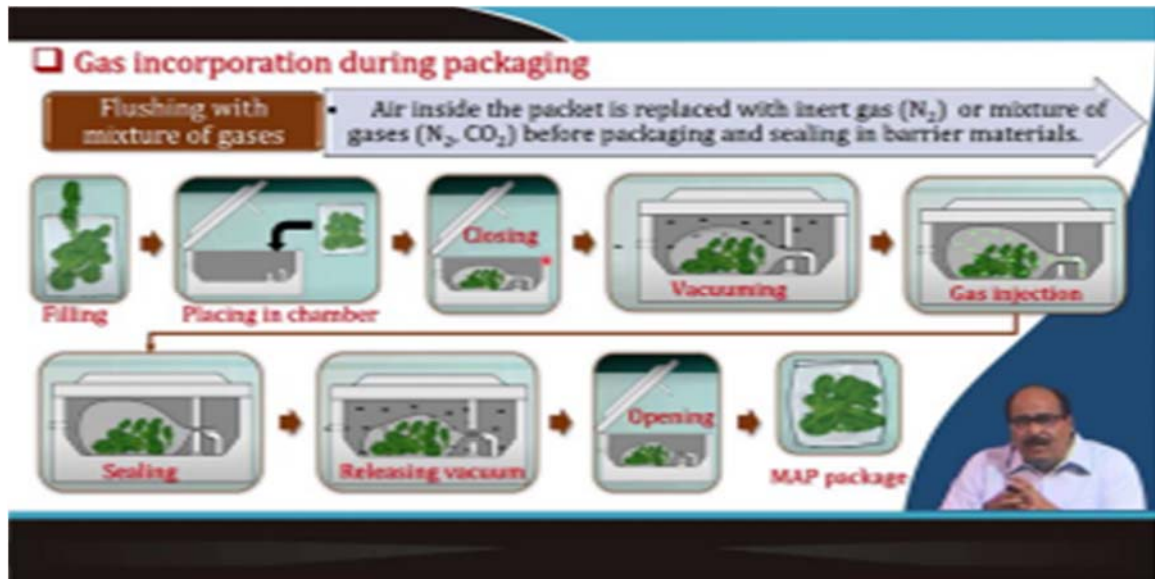 Gas incorporation during packaging
Flushing with
mixture of gases
• Air inside the packet is replaced with inert gas (N₂) or mixture of
gases (N₂, CO₂) before packaging and sealing in barrier materials.
Filling
Placing in chamber
Closing
Vacuuming
Gas injection
Sealing
Releasing vacuum
Opening
MAP package